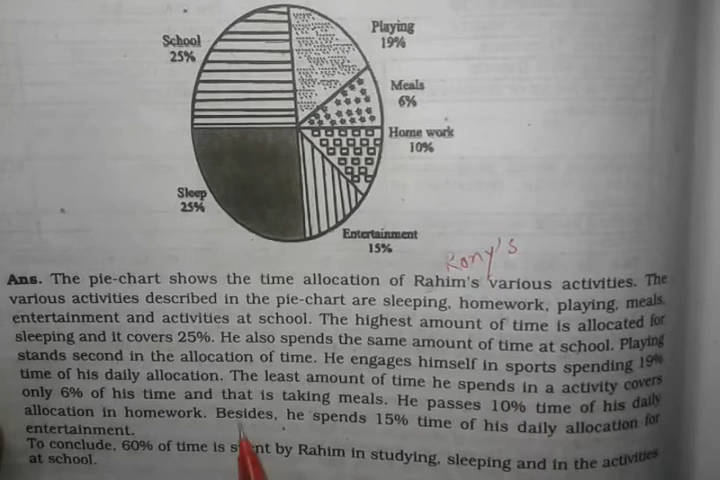 School
25%
Playing
19%
Meals
6%
Home work
10%
Sleep
25%
Entertainment
15%
Rony's
Ans. The pie-chart shows the time allocation of Rahim's various activities. The
various activities described in the pie-chart are sleeping, homework, playing, meals,
entertainment and activities at school. The highest amount of time is allocated for
sleeping and it covers 25%. He also spends the same amount of time at school. Playing
stands second in the allocation of time. He engages himself in sports spending 19%
time of his daily allocation. The least amount of time he spends in a activity covers
only 6% of his time and that is taking meals. He passes 10% time of his daily
allocation in homework. Besides, he spends 15% time of his daily allocation for
entertainment.
To conclude, 60% of time is by Rahim in studying, sleeping and in the activities
at school.